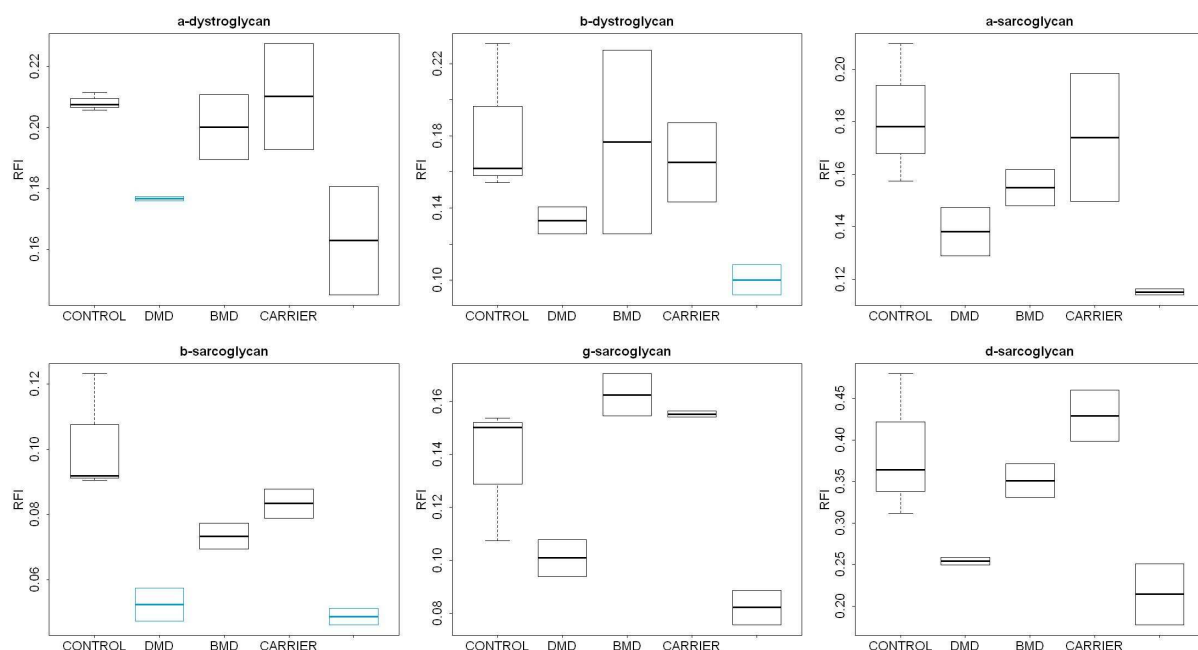 a-dystroglycan
RFI
0.22
0.20
0.18
0.16
CONTROL DMD BMD CARRIER
b-dystroglycan
RFI
0.22
0.18
0.14
0.10
CONTROL DMD BMD CARRIER
a-sarcoglycan
RFI
0.20
0.18
0.16
0.14
0.12
CONTROL DMD BMD CARRIER
b-sarcoglycan
RFI
0.12
0.10
0.08
0.06
CONTROL DMD BMD CARRIER
g-sarcoglycan
RFI
0.16
0.14
0.12
0.10
0.08
CONTROL DMD BMD CARRIER
d-sarcoglycan
RFI
0.45
0.40
0.35
0.30
0.25
0.20
CONTROL DMD BMD CARRIER